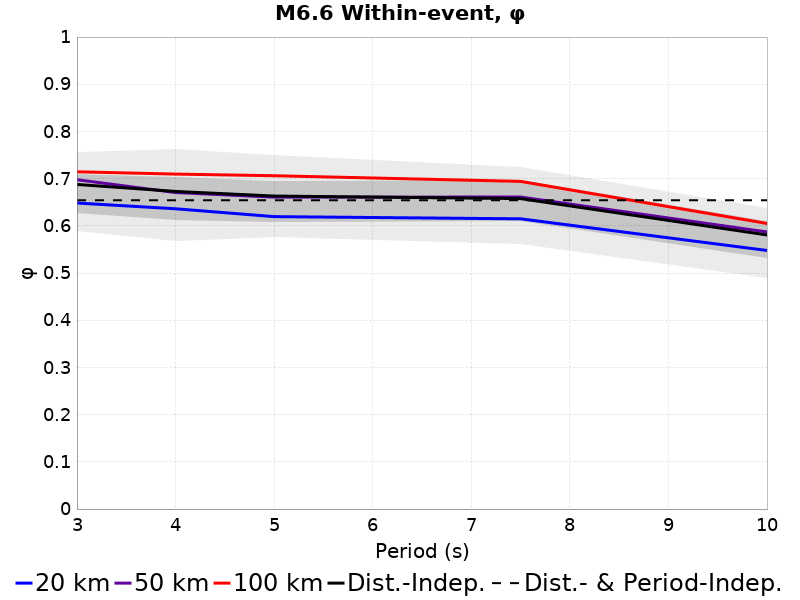 M6.6 Within-event, φ
1
0.9
0.8
0.7
0.6
0.5
0.4
0.3
0.2
0.1
0
φ
3 4 5 6 7 8 9 10
Period (s)
20 km 50 km 100 km Dist.-Indep. Dist.- & Period-Indep.